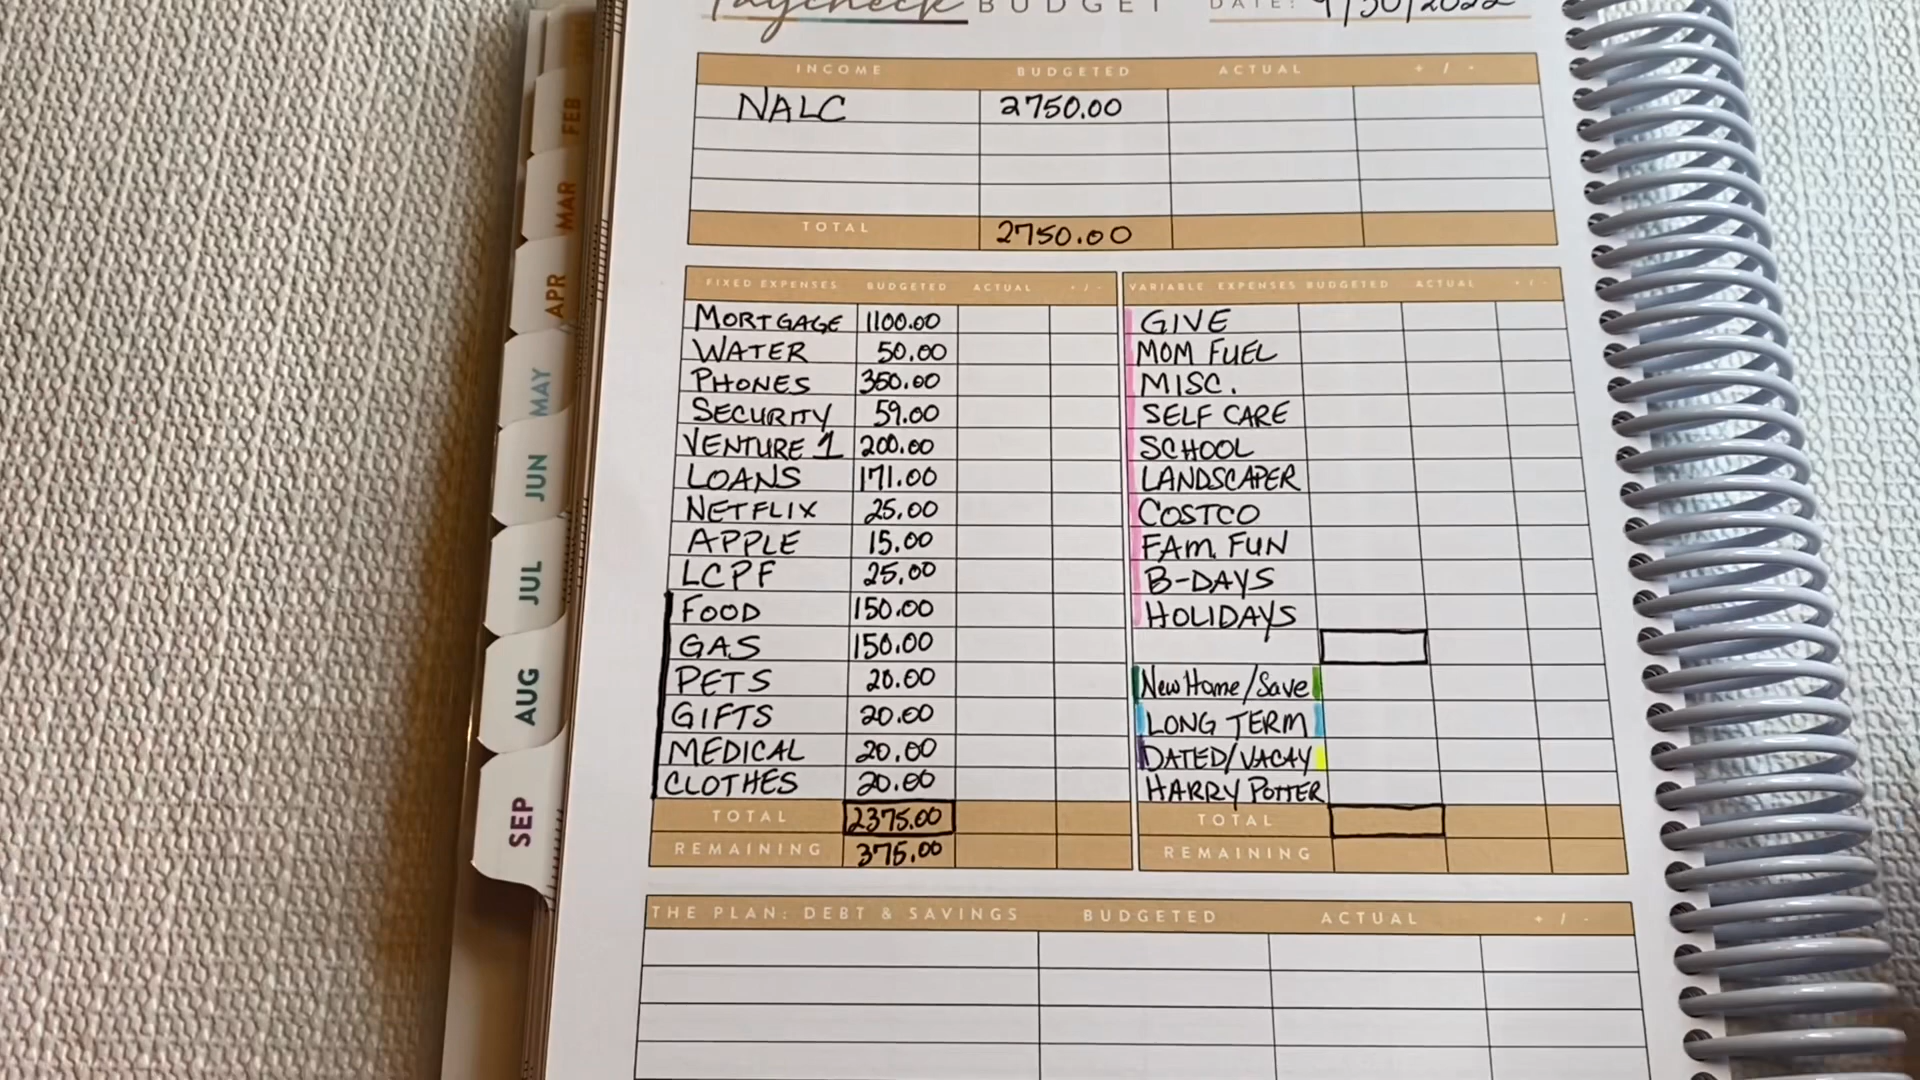 Paycheck BUDGET DATE: 9/30/2022
INCOME BUDGETED ACTUAL + / -
NALC 2750.00
TOTAL 2750.00
FIXED EXPENSES BUDGETED ACTUAL + / -
MORTGAGE 1100.00
WATER 50.00
PHONES 350.00
SECURITY 59.00
VENTURE 1 200.00
LOANS 171.00
NETFLIX 25.00
APPLE 15.00
LCPF 25.00
FOOD 150.00
GAS 150.00
PETS 20.00
GIFTS 20.00
MEDICAL 20.00
CLOTHES 20.00
TOTAL 2375.00
REMAINING 375.00
VARIABLE EXPENSES BUDGETED ACTUAL + / -
GIVE
MOM FUEL
MISC.
SELF CARE
SCHOOL
LANDSCAPER
COSTCO
FAM. FUN
B-DAYS
HOLIDAYS
New Home/Save
LONG TERM
DATED/VACAY
HARRY POTTER
TOTAL
REMAINING
THE PLAN: DEBT & SAVINGS BUDGETED ACTUAL + / -
FEB
MAR
APR
MAY
JUN
JUL
AUG
SEP